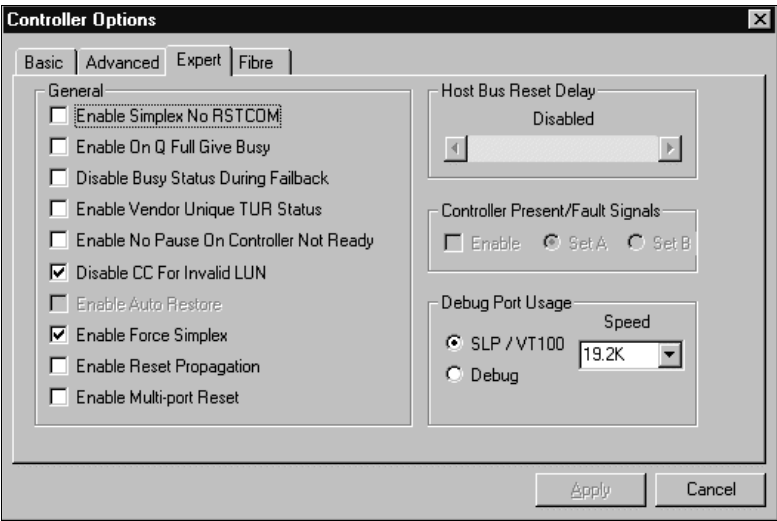 Controller Options
Basic Advanced Expert Fibre
General
Enable Simplex No RSTCOM
Enable On Q Full Give Busy
Disable Busy Status During Failback
Enable Vendor Unique TUR Status
Enable No Pause On Controller Not Ready
Disable CC For Invalid LUN
Enable Auto Restore
Enable Force Simplex
Enable Reset Propagation
Enable Multi-port Reset
Host Bus Reset Delay
Disabled
Controller Present/Fault Signals
Enable Set A Set B
Debug Port Usage
Speed
SLP / VT100 19.2K
Debug
Apply Cancel